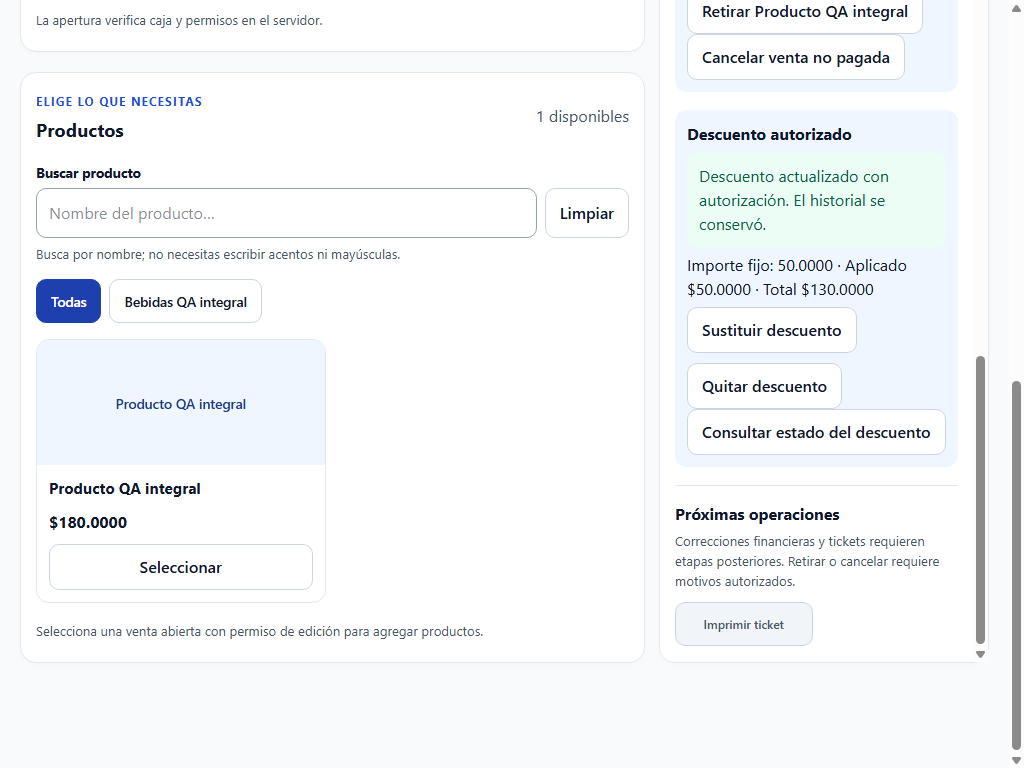 La apertura verifica caja y permisos en el servidor.
ELIGE LO QUE NECESITAS
Productos
1 disponibles
Buscar producto
Nombre del producto...
Limpiar
Busca por nombre; no necesitas escribir acentos ni mayúsculas.
Todas
Bebidas QA integral
Producto QA integral
Producto QA integral
$180.0000
Seleccionar
Selecciona una venta abierta con permiso de edición para agregar productos.
Retirar Producto QA integral
Cancelar venta no pagada
Descuento autorizado
Descuento actualizado con
autorización. El historial se
conservó.
Importe fijo: 50.0000 · Aplicado
$50.0000 · Total $130.0000
Sustituir descuento
Quitar descuento
Consultar estado del descuento
Próximas operaciones
Correcciones financieras y tickets requieren
etapas posteriores. Retirar o cancelar requiere
motivos autorizados.
Imprimir ticket